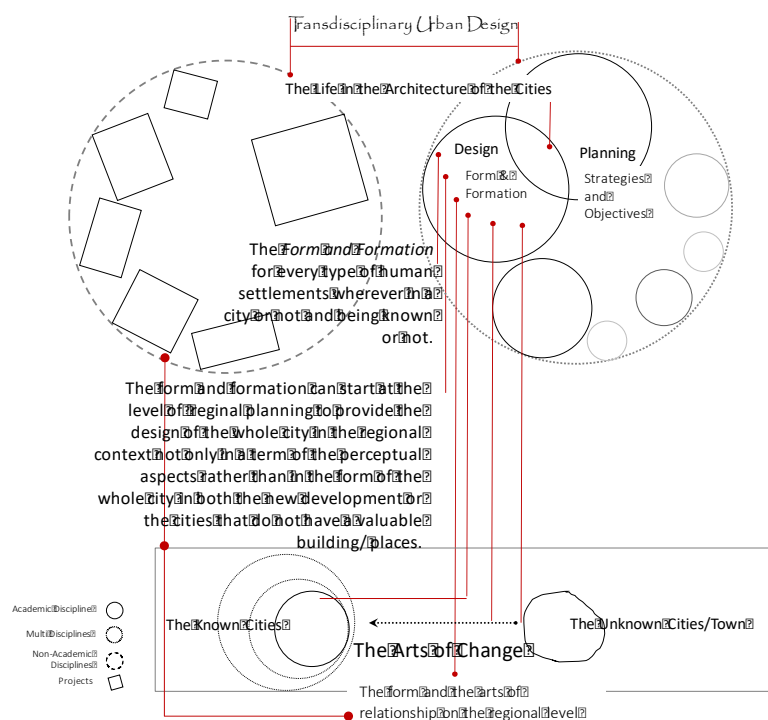 Transdisciplinary Urban Design
The Life in the Architecture of the Cities
Design
Form & Formation
Planning
Strategies
and
Objectives
The Form and Formation
for every type of human
settlements wherever in a
city or not and being known
or not.
The form and formation can start at the
level of reginal planning to provide the
design of the whole city in the regional
context not only in a term of the perceptual
aspects rather than in the form of the
whole city in both the new development or
the cities that do not have a valuable
building/places.
Academic Discipline
Multi Disciplines
Non-Academic
Disciplines
Projects
The Known Cities
The Unknown Cities/Town
The Arts of Change
The form and the arts of
relationship on the regional level